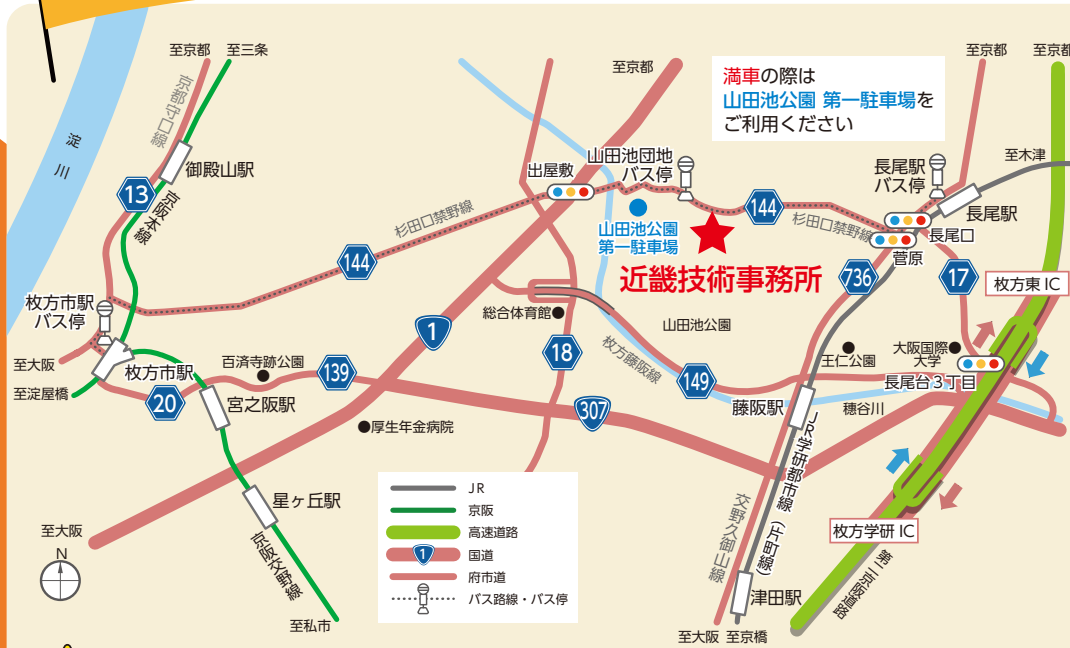 至京都
至三条
至京都
至京都
至京都
満車の際は
山田池公園 第一駐車場を
ご利用ください
京都守口線
淀川
御殿山駅
13
京阪本線
出屋敷
山田池団地
バス停
長尾駅
バス停
至木津
長尾駅
144
杉田口禁野線
山田池公園
第一駐車場
杉田口禁野線
長尾口
菅原
144
近畿技術事務所
736
17
枚方東IC
枚方市駅
バス停
総合体育館
山田池公園
1
18
枚方藤阪線
王仁公園
大阪国際
大学
至大阪
枚方市駅
百済寺跡公園
139
149
長尾台3丁目
至淀屋橋
20
宮之阪駅
307
藤阪駅
穂谷川
厚生年金病院
JR学研都市線(片町線)
星ヶ丘駅
JR
京阪
高速道路
1
国道
府市道
バス路線・バス停
至大阪
N
京阪交野線
交野久御山線
枚方学研IC
第二京阪道路
津田駅
至私市
至大阪
至京橋